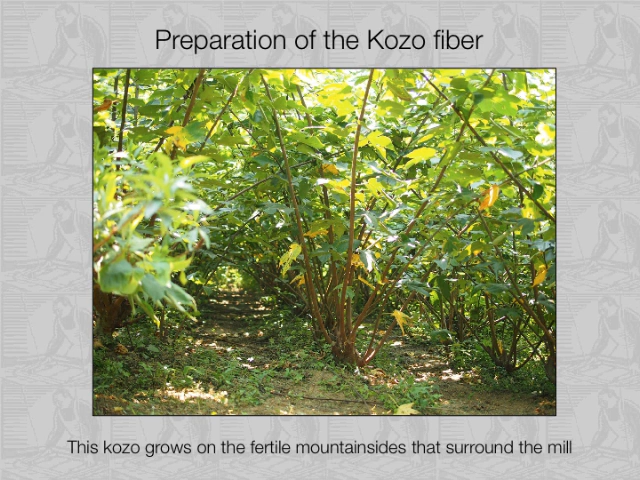 Preparation of the Kozo fiber
This kozo grows on the fertile mountainsides that surround the mill